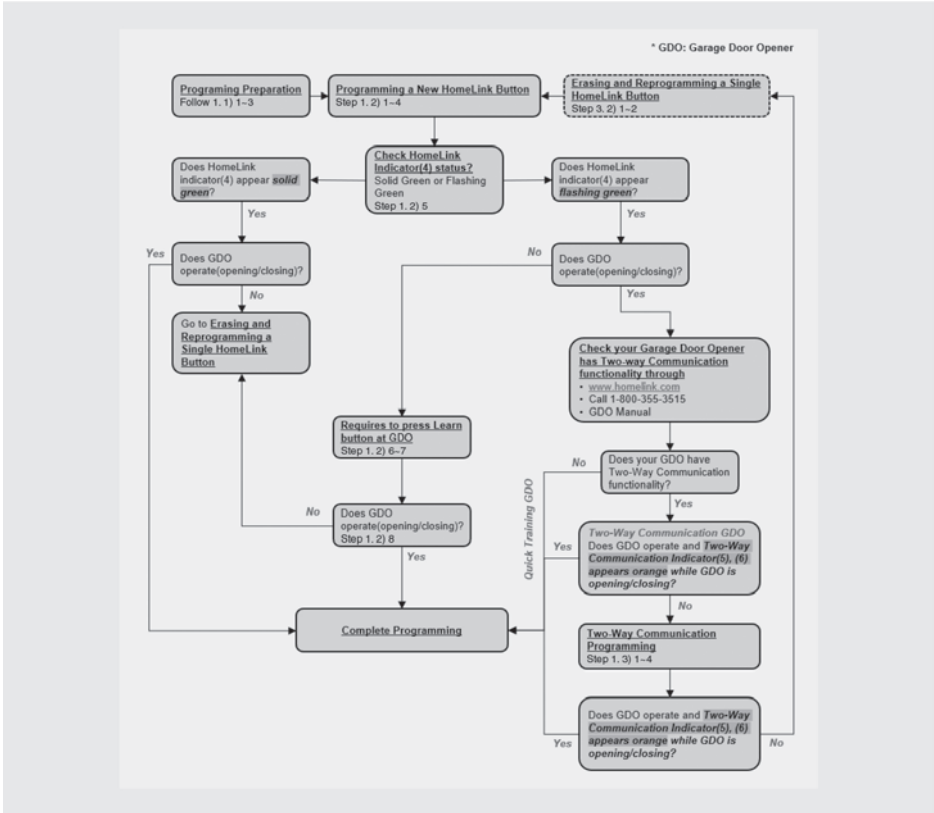 * GDO: Garage Door Opener
Programing Preparation
Follow 1. 1) 1~3
Programming a New HomeLink Button
Step 1. 2) 1~4
Erasing and Reprogramming a Single
HomeLink Button
Step 3. 2) 1~2
Check HomeLink
Indicator(4) status?
Solid Green or Flashing
Green
Step 1. 2) 5
Does HomeLink
indicator(4) appear solid
green?
Does HomeLink
indicator(4) appear
flashing green?
Yes
Yes
Yes
Does GDO
operate(opening/closing)?
No
Does GDO
operate(opening/closing)?
No
Yes
Go to Erasing and
Reprogramming a
Single HomeLink
Button
Check your Garage Door Opener
has Two-way Communication
functionality through
• www.homelink.com
• Call 1-800-355-3515
• GDO Manual
Requires to press Learn
button at GDO
Step 1. 2) 6~7
No
Does your GDO have
Two-Way Communication
functionality?
Yes
Quick Training GDO
No
Does GDO
operate(opening/closing)?
Step 1. 2) 8
Yes
Two-Way Communication GDO
Does GDO operate and Two-Way
Communication Indicator(5), (6)
appears orange while GDO is
opening/closing?
Yes
No
Complete Programming
Two-Way Communication
Programming
Step 1. 3) 1~4
Does GDO operate and Two-Way
Communication Indicator(5), (6)
appears orange while GDO is
opening/closing?
Yes
No